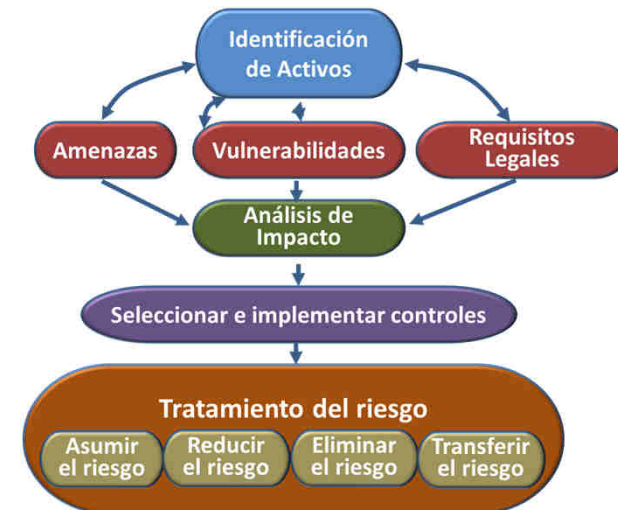 Identificación
de Activos
Amenazas
Vulnerabilidades
Requisitos
Legales
Análisis de
Impacto
Seleccionar e implementar controles
Tratamiento del riesgo
Asumir
el riesgo
Reducir
el riesgo
Eliminar
el riesgo
Transferir
el riesgo